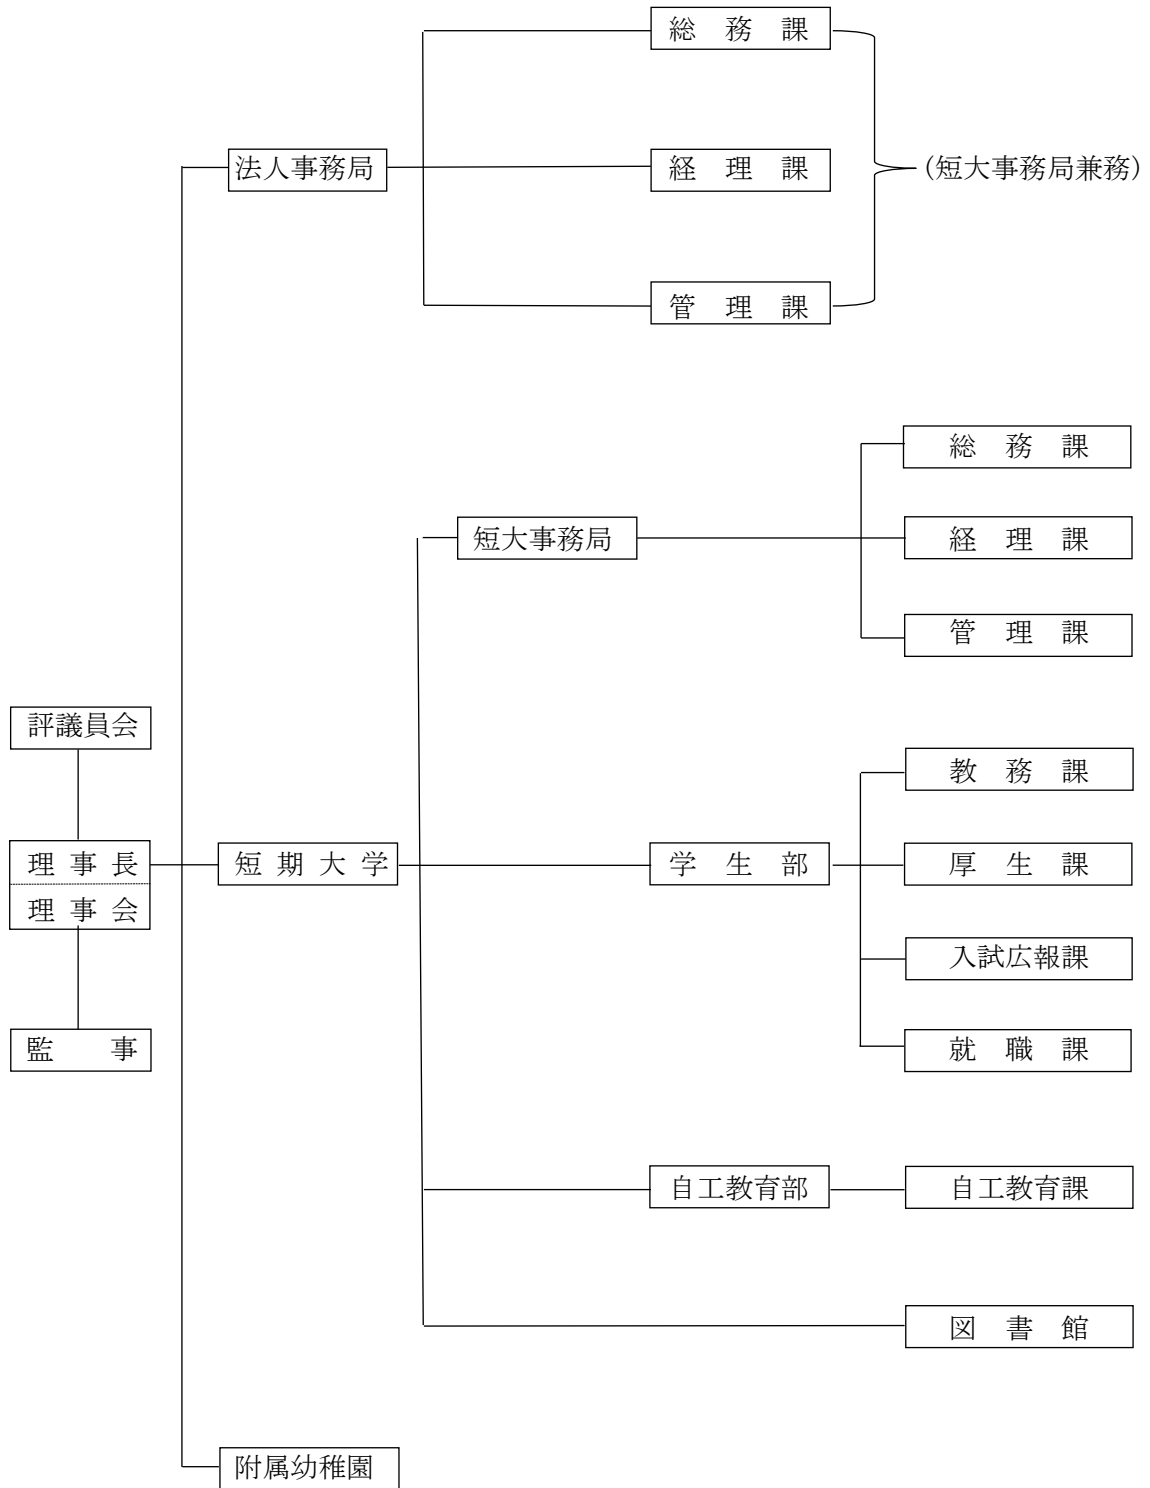 総務課
法人事務局
経理課
(短大事務局兼務)
管理課
総務課
短大事務局
経理課
管理課
評議員会
教務課
理事長
短期大学
学生部
厚生課
理事会
入試広報課
監事
就職課
自工教育部
自工教育課
図書館
附属幼稚園